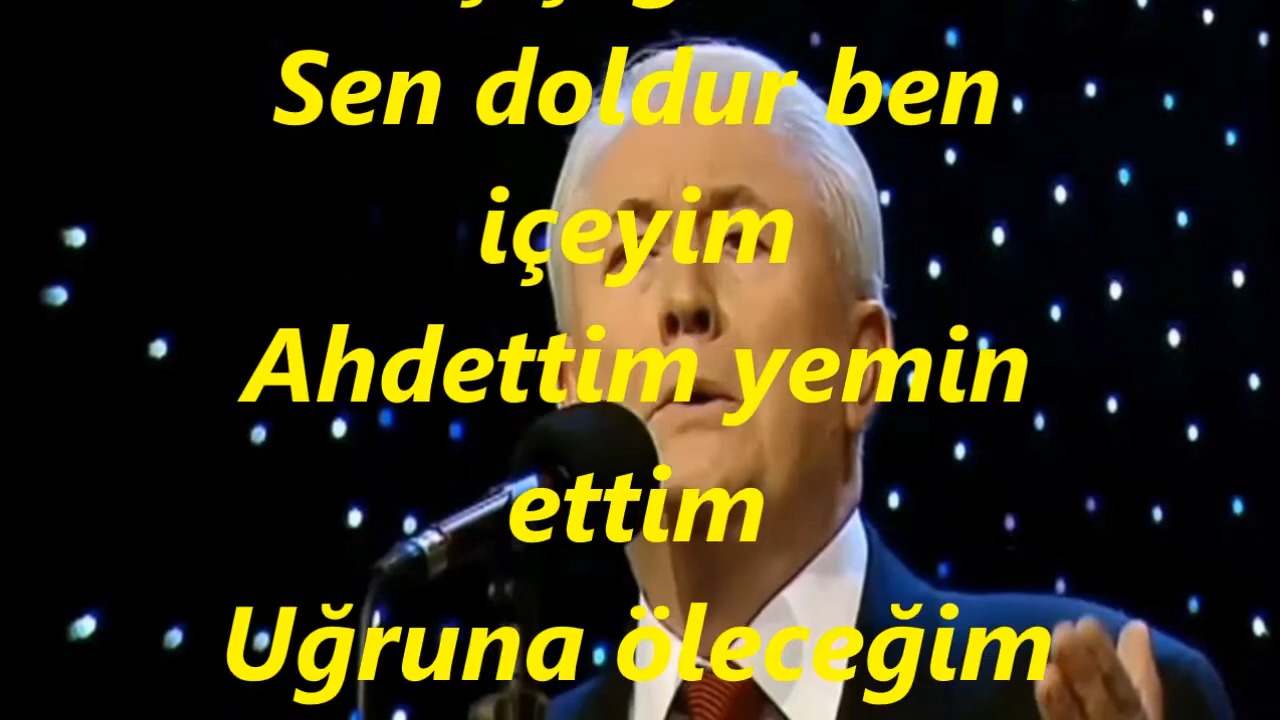 Sen doldur ben
içeyim
Ahdettim yemin
ettim
Uğruna öleceğim